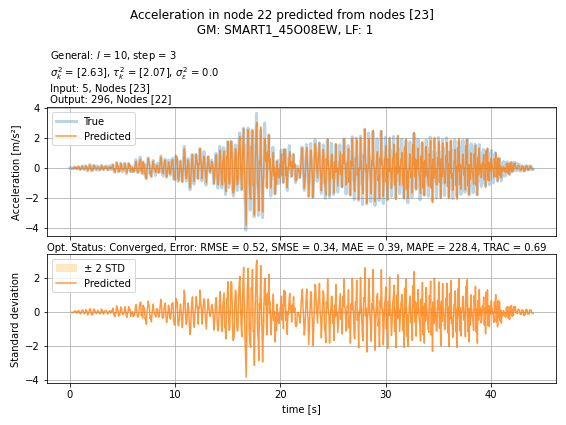 Acceleration in node 22 predicted from nodes [23]
GM: SMART1_45O08EW, LF: 1
General: l = 10, step = 3
σ²ₖ = [2.63], τ²ₖ = [2.07], σ²ε = 0.0
Input: 5, Nodes [23]
Output: 296, Nodes [22]
4
2
0
−2
−4
Acceleration [m/s²]
True
Predicted
Opt. Status: Converged, Error: RMSE = 0.52, SMSE = 0.34, MAE = 0.39, MAPE = 228.4, TRAC = 0.69
2
0
−2
−4
Standard deviation
± 2 STD
Predicted
0 10 20 30 40
time [s]